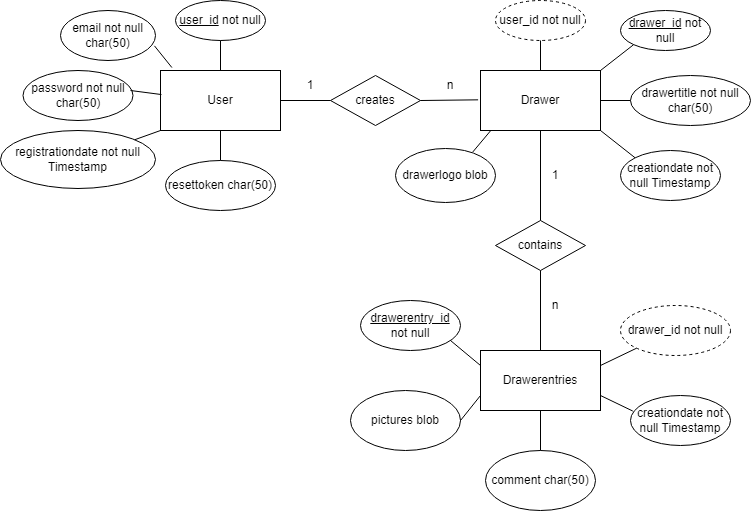 email not null
char(50)
user_id not null
user_id not null
drawer_id not
null
password not null
char(50)
User
1
creates
n
Drawer
drawertitle not null
char(50)
registrationdate not null
Timestamp
resettoken char(50)
drawerlogo blob
1
creationdate not
null Timestamp
contains
n
drawerentry_id
not null
drawer_id not null
Drawerentries
pictures blob
creationdate not
null Timestamp
comment char(50)